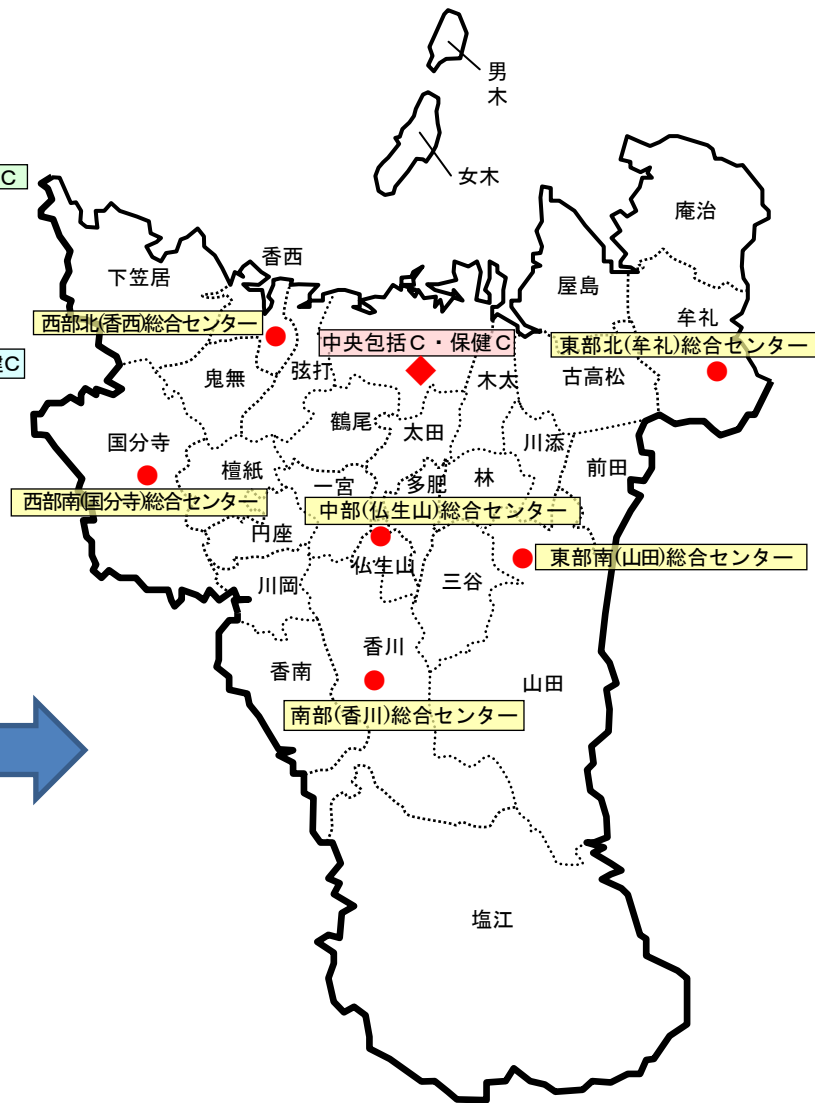 男木
女木
C
庵治
香西
下笠居
屋島
牟礼
西部北(香西)総合センター
中央包括C・保健C
東部北(牟礼)総合センター
健C
鬼無
弦打
木太
古高松
鶴尾
太田
国分寺
川添
檀紙
前田
一宮
多肥
林
西部南(国分寺)総合センター
中部(仏生山)総合センター
円座
東部南(山田)総合センター
仏生山
川岡
三谷
香川
香南
山田
南部(香川)総合センター
塩江